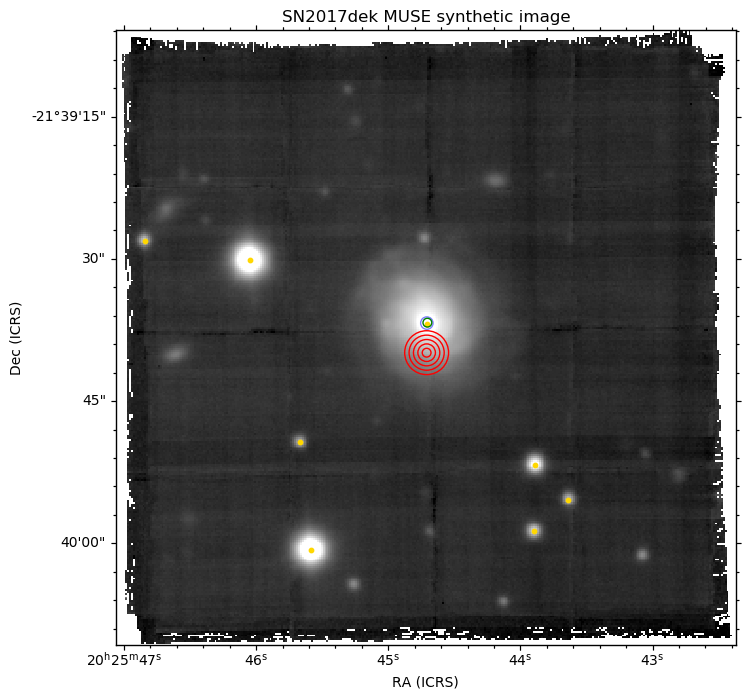 SN2017dek MUSE synthetic image
-21°39'15"
30"
45"
40'00"
Dec (ICRS)
20ʰ25ᵐ47ˢ 46ˢ 45ˢ 44ˢ 43ˢ
RA (ICRS)